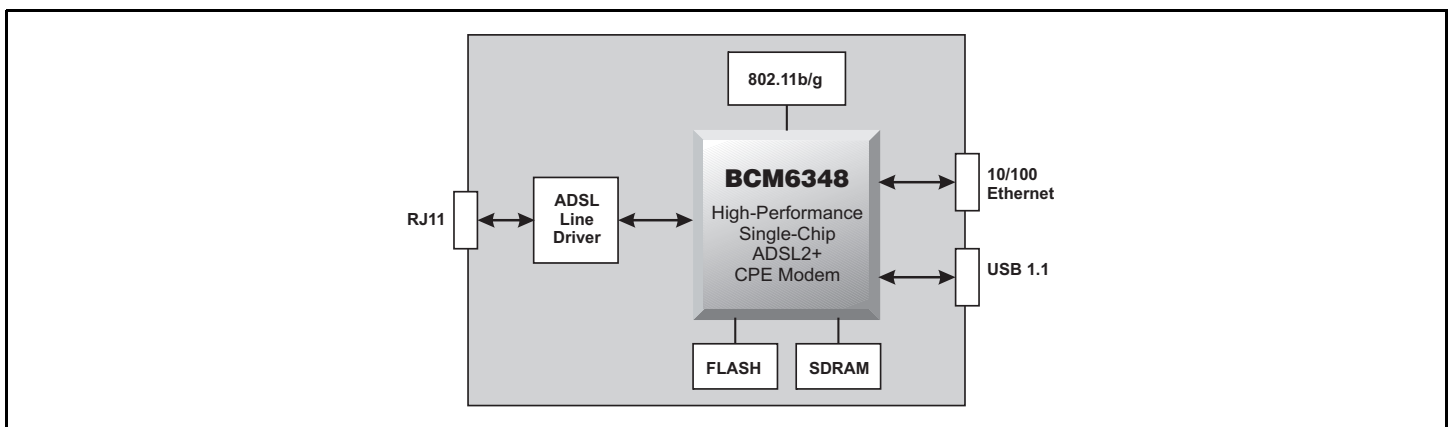 802.11b/g
BCM6348
High-Performance
Single-Chip
ADSL2+
CPE Modem
RJ11
ADSL
Line
Driver
10/100
Ethernet
USB 1.1
FLASH
SDRAM